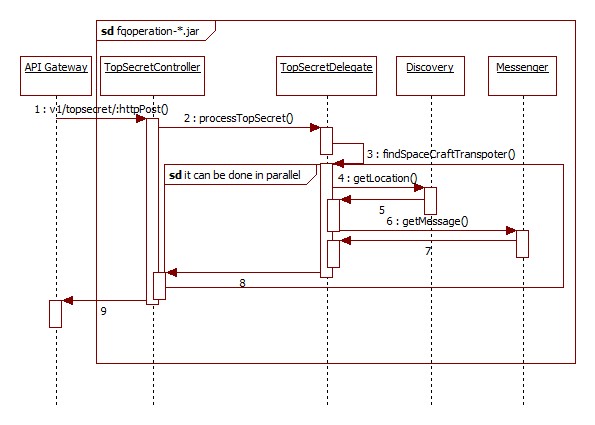 sd fqoperation-*.jar
API Gateway
TopSecretController
TopSecretDelegate
Discovery
Messenger
1 : v1/topsecret/:httpPost()
2 : processTopSecret()
3 : findSpaceCraftTranspoter()
sd it can be done in parallel
4 : getLocation()
5
6 : getMessage()
7
8
9